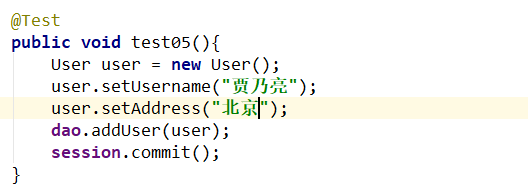 @Test
public void test05(){
    User user = new User();
    user.setUsername("贾乃亮");
    user.setAddress("北京");
    dao.addUser(user);
    session.commit();
}